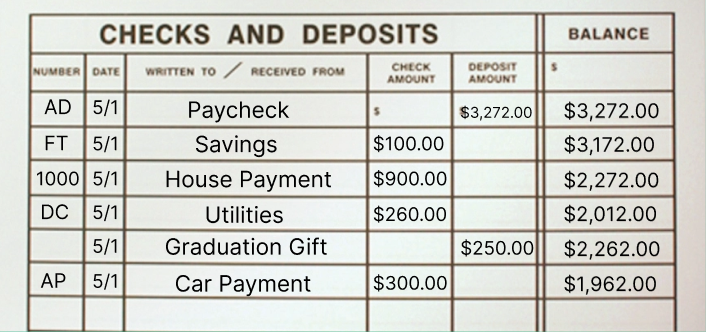 CHECKS AND DEPOSITS BALANCE
NUMBER DATE WRITTEN TO / RECEIVED FROM CHECK AMOUNT DEPOSIT AMOUNT $
AD 5/1 Paycheck $ $3,272.00 $3,272.00
FT 5/1 Savings $100.00 $3,172.00
1000 5/1 House Payment $900.00 $2,272.00
DC 5/1 Utilities $260.00 $2,012.00
5/1 Graduation Gift $250.00 $2,262.00
AP 5/1 Car Payment $300.00 $1,962.00